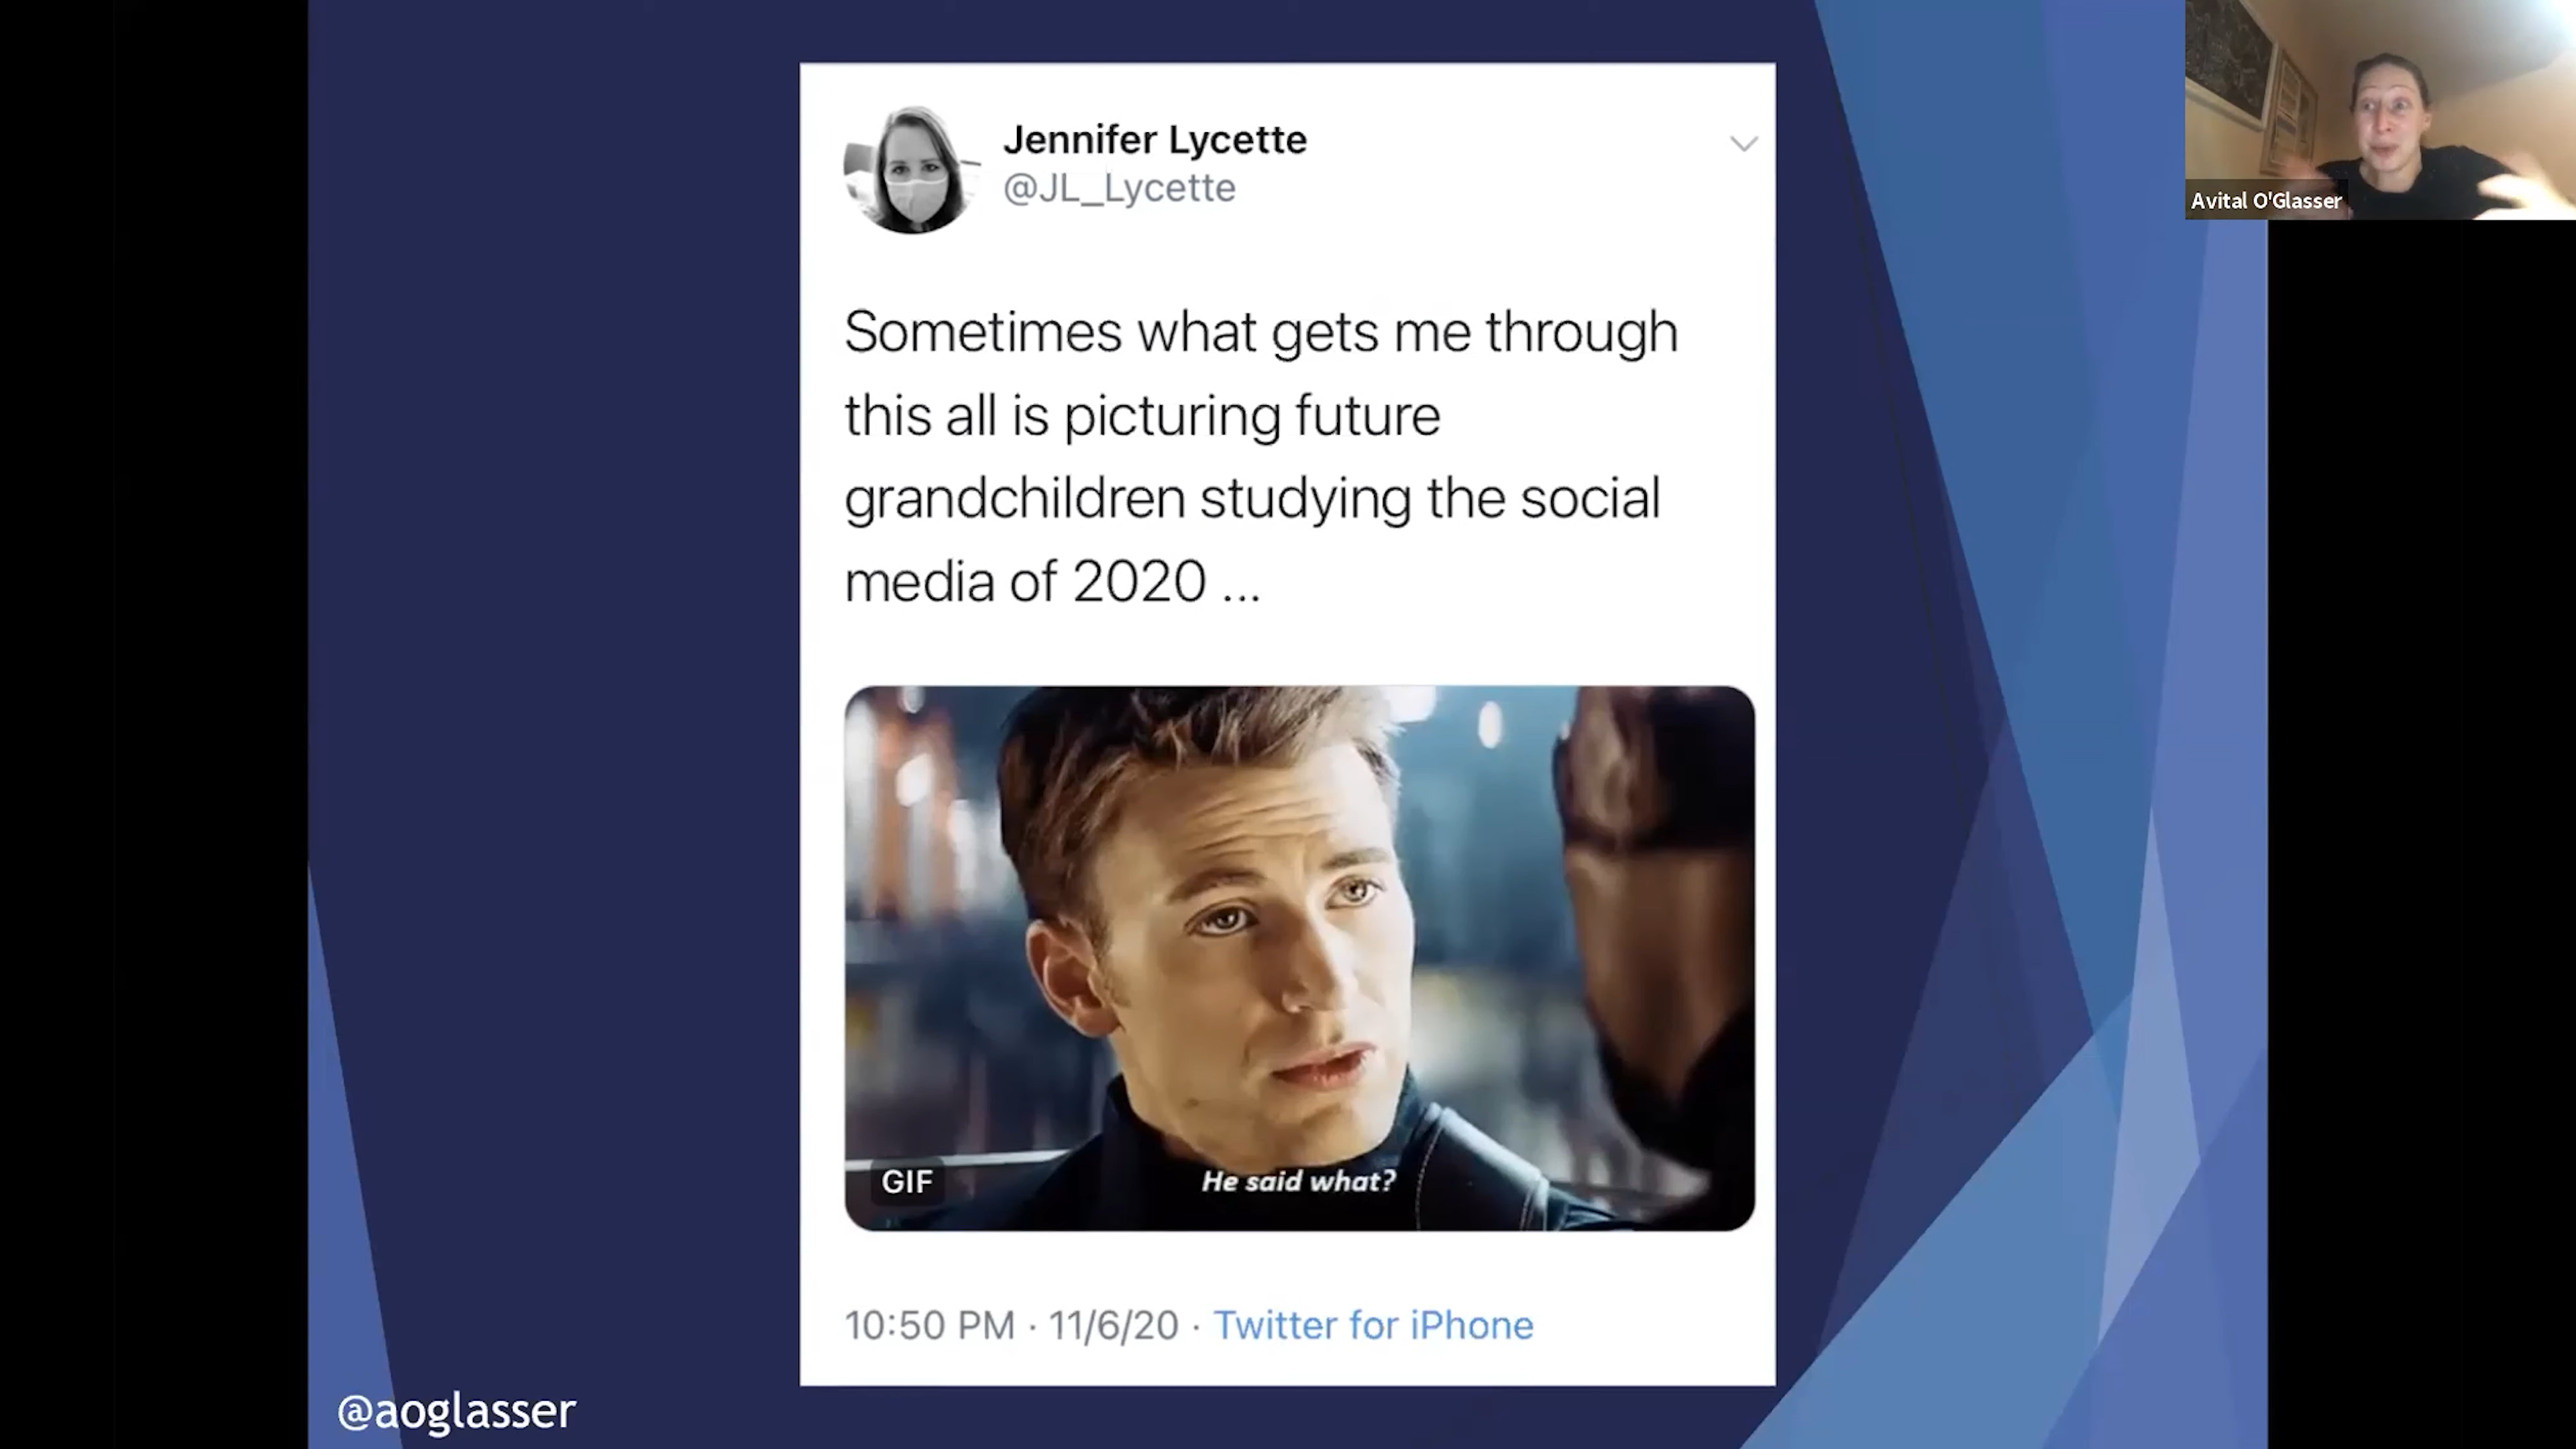 Jennifer Lycette
@JL_Lycette
Avital O'Glasser
Sometimes what gets me through
this all is picturing future
grandchildren studying the social
media of 2020 ...
GIF
He said what?
10:50 PM · 11/6/20 · Twitter for iPhone
@aoglasser